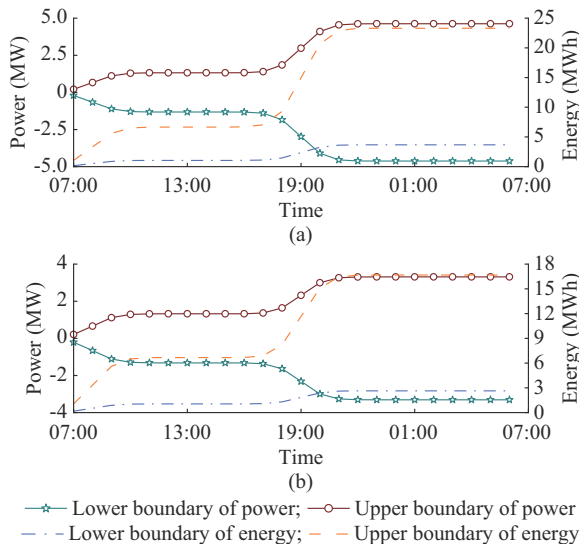 5.0
2.5
0
-2.5
-5.0
Power (MW)
25
20
15
10
5
0
Energy (MWh)
07:00 13:00 19:00 01:00 07:00
Time
(a)
4
2
0
-2
-4
Power (MW)
18
15
12
9
6
3
0
Energy (MWh)
07:00 13:00 19:00 01:00 07:00
Time
(b)
Lower boundary of power; Upper boundary of power
Lower boundary of energy; Upper boundary of energy